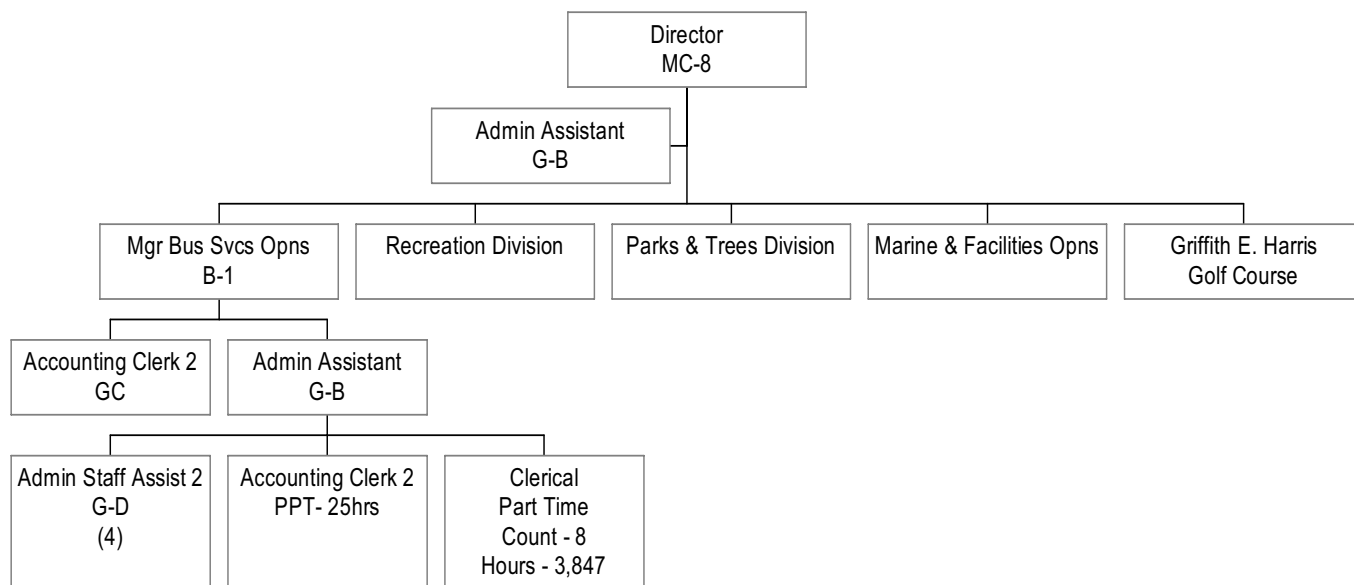 Director
MC-8
Admin Assistant
G-B
Mgr Bus Svcs Opns
B-1
Recreation Division
Parks & Trees Division
Marine & Facilities Opns
Griffith E. Harris
Golf Course
Accounting Clerk 2
GC
Admin Assistant
G-B
Admin Staff Assist 2
G-D
(4)
Accounting Clerk 2
PPT- 25hrs
Clerical
Part Time
Count - 8
Hours - 3,847